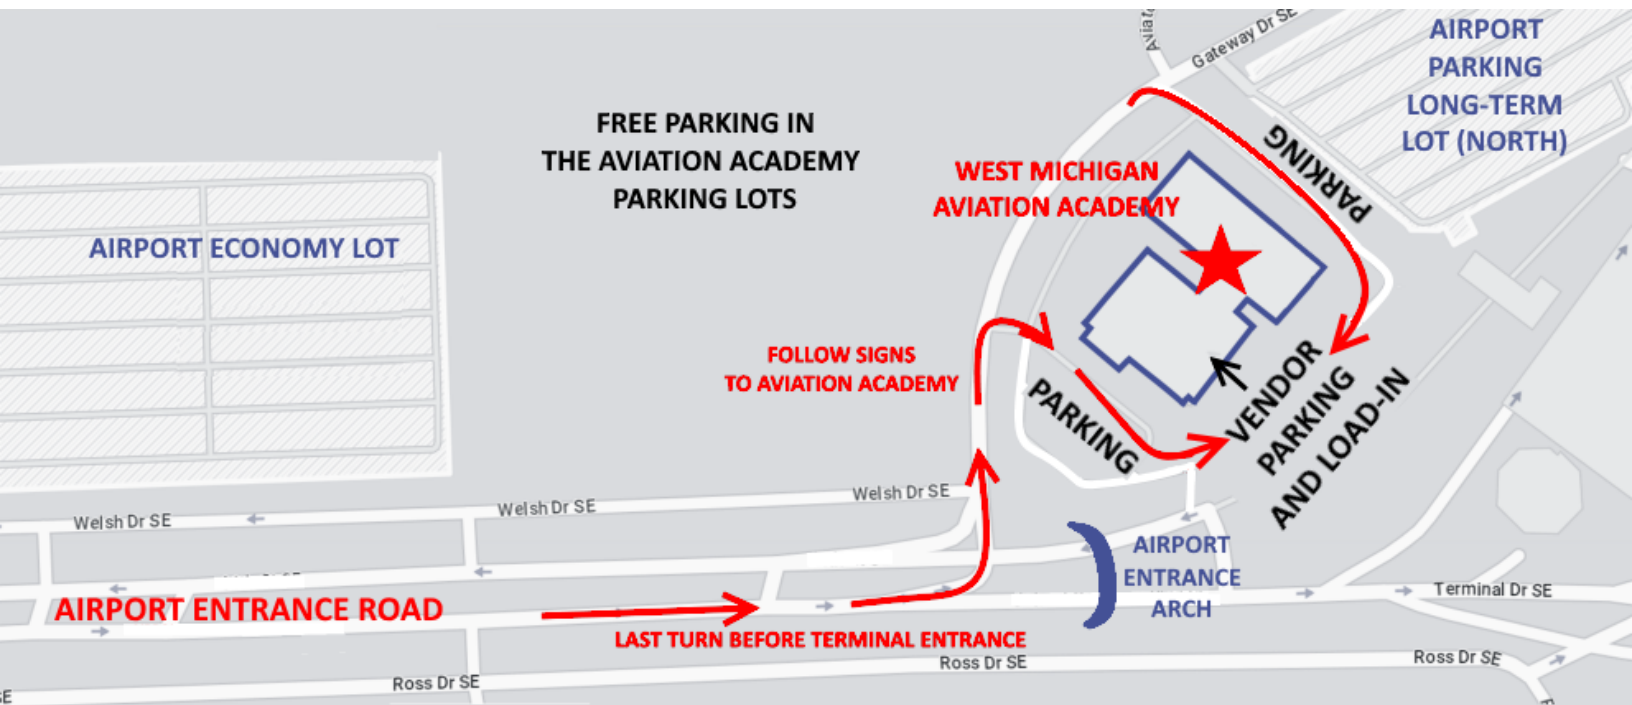 Aviat
Gateway Dr SE
AIRPORT
PARKING
LONG-TERM
LOT (NORTH)
FREE PARKING IN
THE AVIATION ACADEMY
PARKING LOTS
PARKING
WEST MICHIGAN
AVIATION ACADEMY
AIRPORT ECONOMY LOT
FOLLOW SIGNS
TO AVIATION ACADEMY
PARKING
VENDOR
PARKING
AND LOAD-IN
Welsh Dr SE
Welsh Dr SE
Welsh Dr SE
AIRPORT
ENTRANCE
ARCH
AIRPORT ENTRANCE ROAD
Terminal Dr SE
LAST TURN BEFORE TERMINAL ENTRANCE
Ross Dr SE
Ross Dr SE
Ross Dr SE
SE